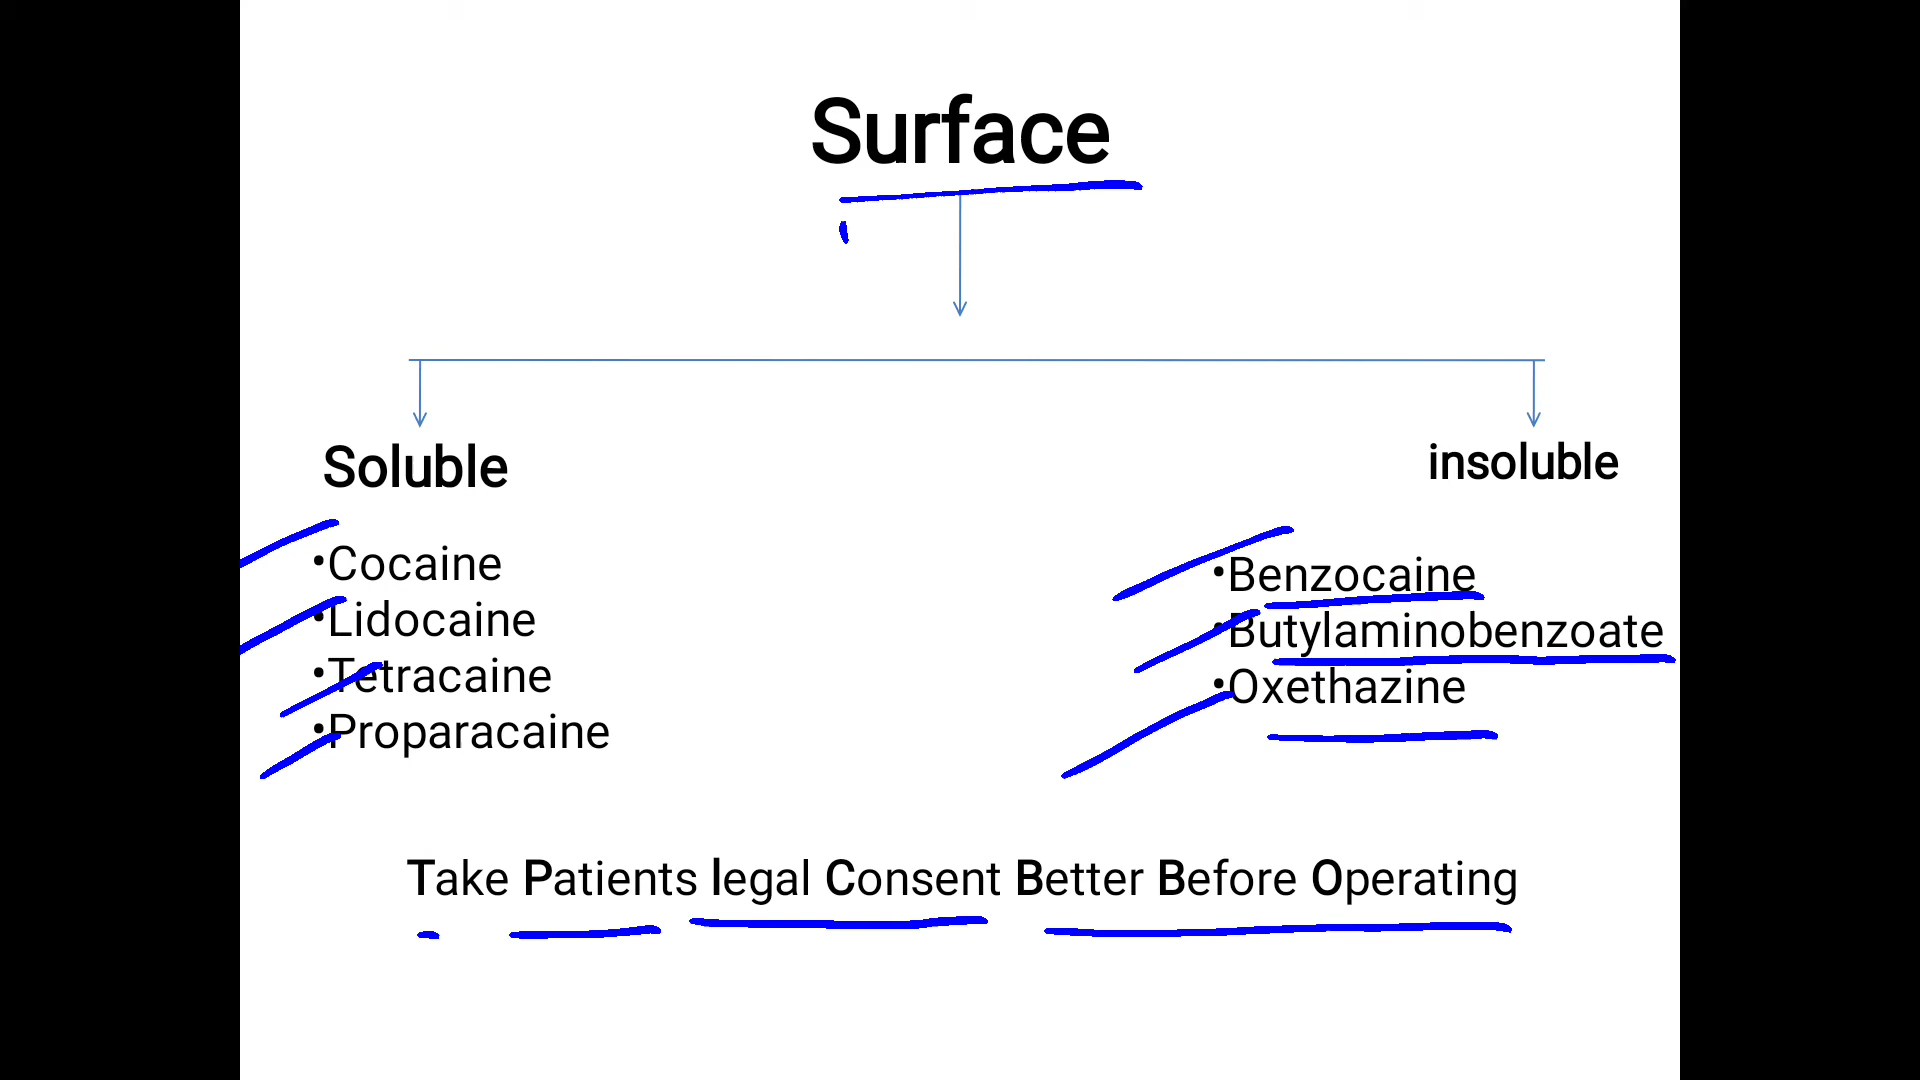 Surface
Soluble
insoluble
•Cocaine
•Lidocaine
•Tetracaine
•Proparacaine
•Benzocaine
•Butylaminobenzoate
•Oxethazine
Take Patients legal Consent Better Before Operating